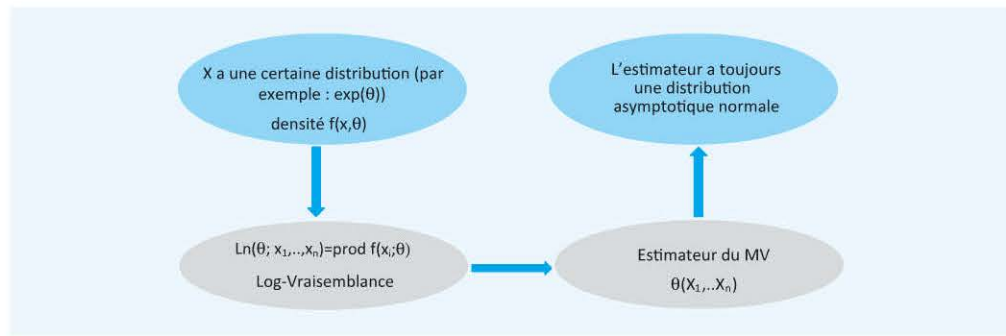 X a une certaine distribution (par
exemple : exp(θ))
densité f(x,θ)
Ln(θ; x₁,..,xₙ)=prod f(xᵢ;θ)
Log-Vraisemblance
Estimateur du MV
θ(X₁,..Xₙ)
L’estimateur a toujours
une distribution
asymptotique normale